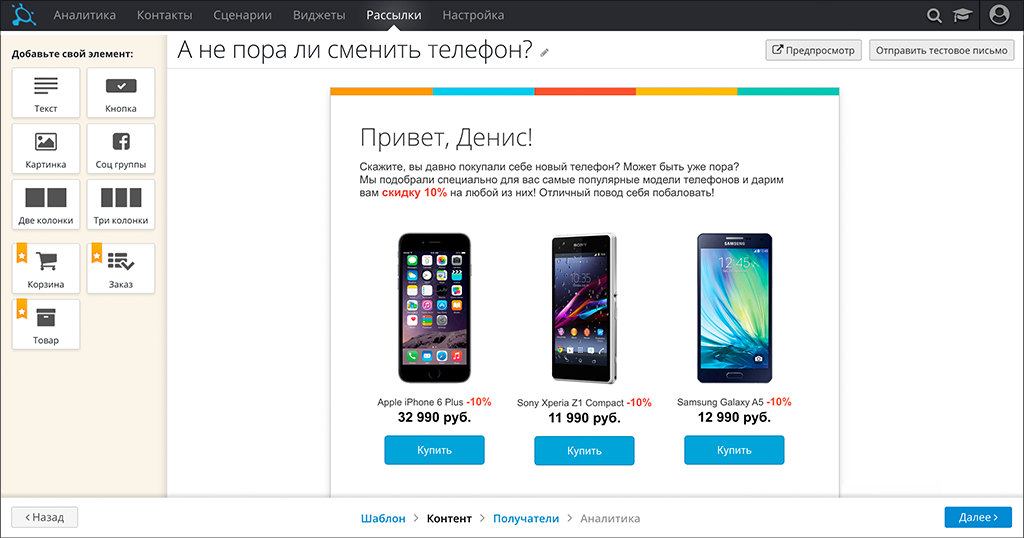 Аналитика Контакты Сценарии Виджеты Рассылки Настройка
Добавьте свой элемент:
Текст Кнопка
Картинка Соц группы
Две колонки Три колонки
Корзина Заказ
Товар
А не пора ли сменить телефон?
Предпросмотр Отправить тестовое письмо
Привет, Денис!
Скажите, вы давно покупали себе новый телефон? Может быть уже пора?
Мы подобрали специально для вас самые популярные модели телефонов и дарим
вам скидку 10% на любой из них! Отличный повод себя побаловать!
SONY
SAMSUNG
Apple iPhone 6 Plus -10% Sony Xperia Z1 Compact -10% Samsung Galaxy A5 -10%
32 990 руб. 11 990 руб. 12 990 руб.
Купить Купить Купить
‹ Назад
Шаблон > Контент > Получатели > Аналитика
Далее ›